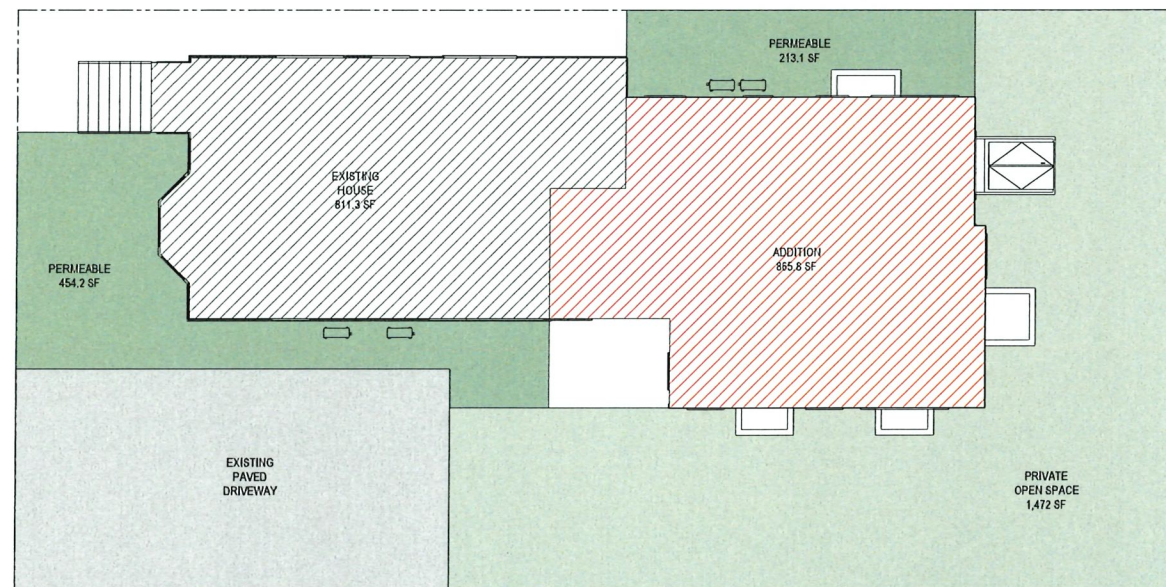 PERMEABLE
213.1 SF
EXISTING
HOUSE
811.3 SF
ADDITION
865.8 SF
PERMEABLE
454.2 SF
EXISTING
PAVED
DRIVEWAY
PRIVATE
OPEN SPACE
1,472 SF